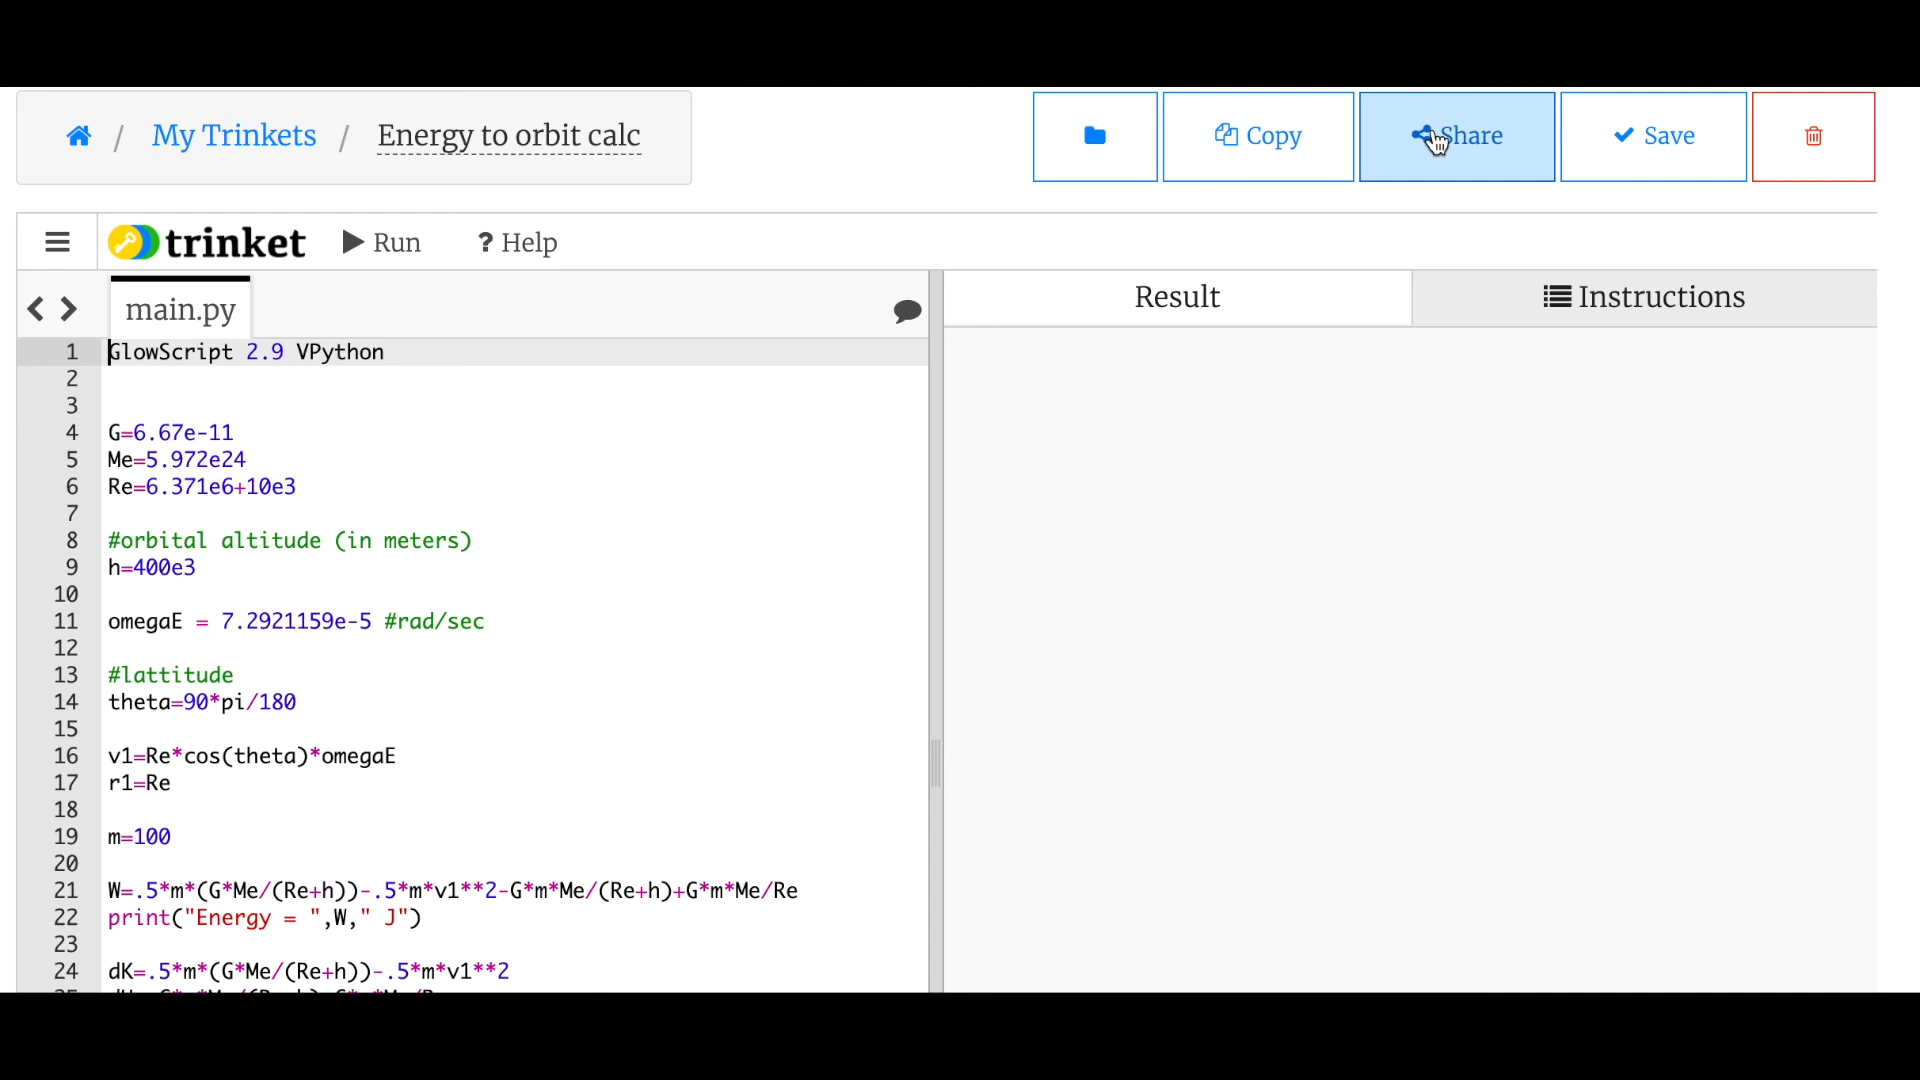 / My Trinkets / Energy to orbit calc
Copy
Share
Save
trinket
Run
? Help
main.py
Result
Instructions
1 GlowScript 2.9 VPython
2
3
4 G=6.67e-11
5 Me=5.972e24
6 Re=6.371e6+10e3
7
8 #orbital altitude (in meters)
9 h=400e3
10
11 omegaE = 7.2921159e-5 #rad/sec
12
13 #lattitude
14 theta=90*pi/180
15
16 v1=Re*cos(theta)*omegaE
17 r1=Re
18
19 m=100
20
21 W=.5*m*(G*Me/(Re+h))-.5*m*v1**2-G*m*Me/(Re+h)+G*m*Me/Re
22 print("Energy = ",W," J")
23
24 dK=.5*m*(G*Me/(Re+h))-.5*m*v1**2